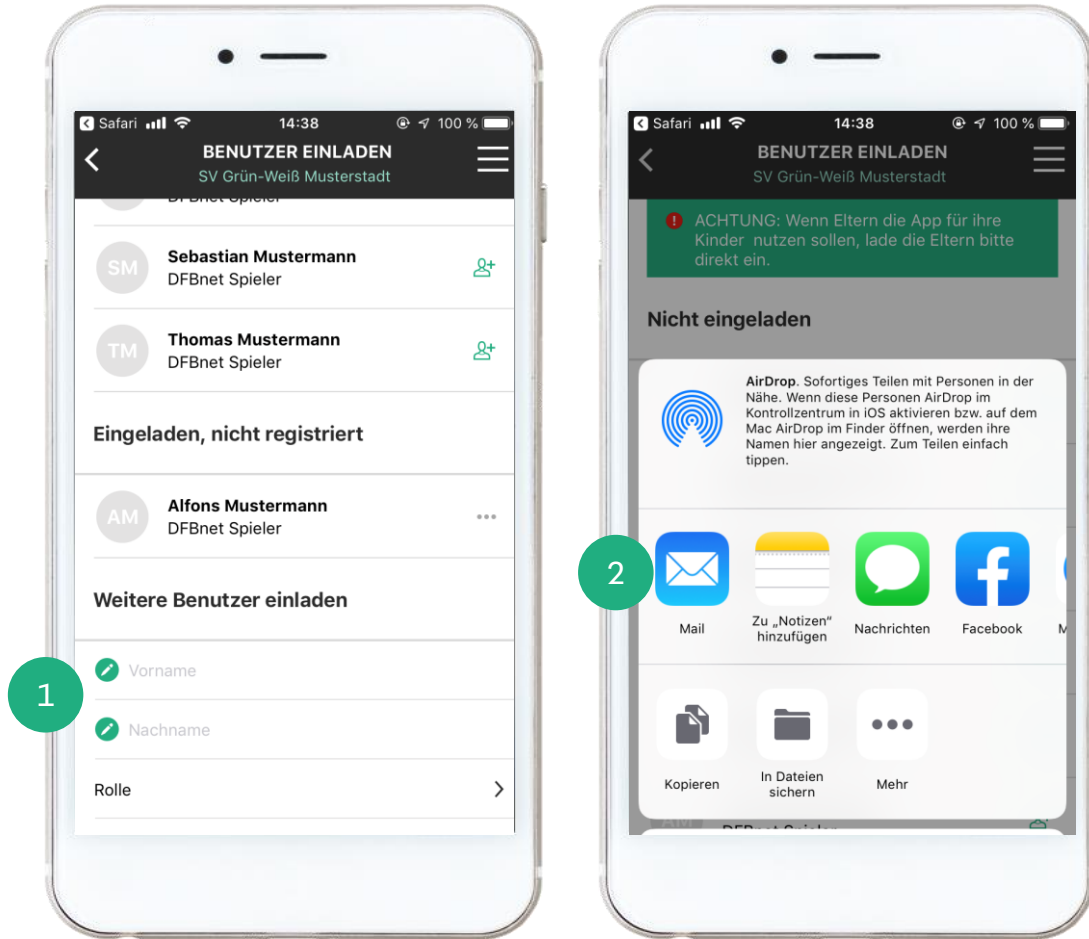 Safari
14:38
100 %
BENUTZER EINLADEN
SV Grün-Weiß Musterstadt
DFBnet Spieler
SM
Sebastian Mustermann
DFBnet Spieler
TM
Thomas Mustermann
DFBnet Spieler
Eingeladen, nicht registriert
AM
Alfons Mustermann
DFBnet Spieler
Weitere Benutzer einladen
1
Vorname
Nachname
Rolle
Safari
14:38
100 %
BENUTZER EINLADEN
SV Grün-Weiß Musterstadt
ACHTUNG: Wenn Eltern die App für ihre
Kinder nutzen sollen, lade die Eltern bitte
direkt ein.
Nicht eingeladen
AirDrop. Sofortiges Teilen mit Personen in der
Nähe. Wenn diese Personen AirDrop im
Kontrollzentrum in iOS aktivieren bzw. auf dem
Mac AirDrop im Finder öffnen, werden ihre
Namen hier angezeigt. Zum Teilen einfach
tippen.
2
Mail
Zu „Notizen“
hinzufügen
Nachrichten
Facebook
Kopieren
In Dateien
sichern
Mehr
AM
DFBnet Spieler